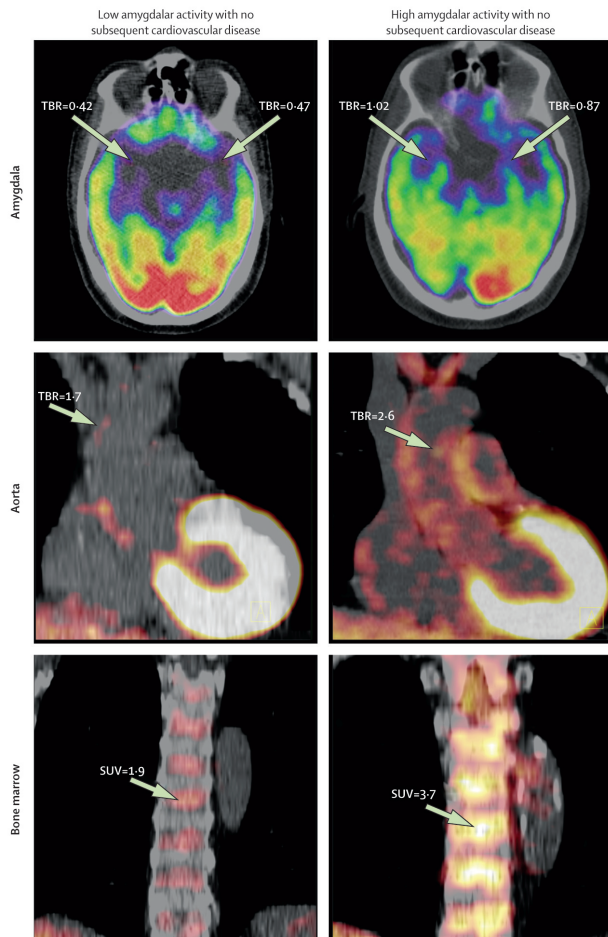 Low amygdalar activity with no
subsequent cardiovascular disease
High amygdalar activity with no
subsequent cardiovascular disease
Amygdala
TBR=0·42
TBR=0·47
TBR=1·02
TBR=0·87
Aorta
TBR=1·7
TBR=2·6
Bone marrow
SUV=1·9
SUV=3·7